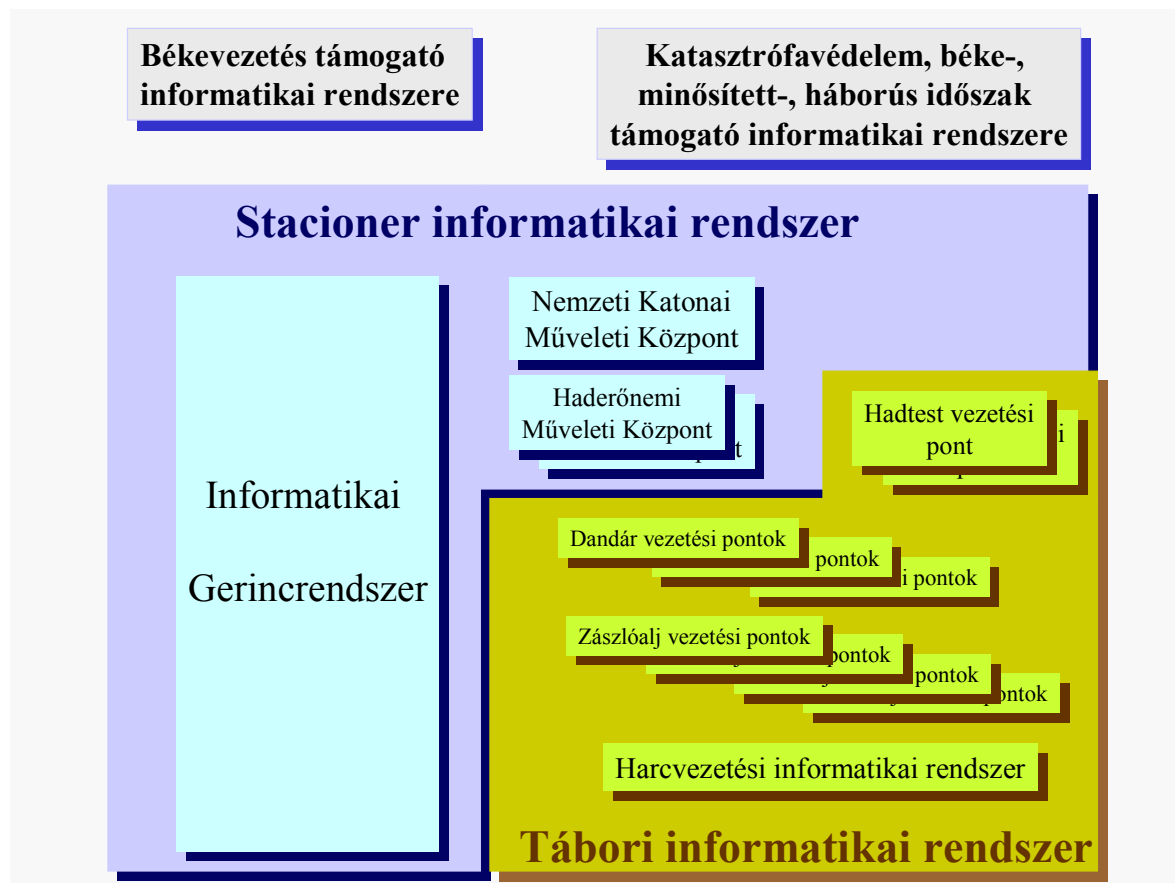 Békevezetés támogató
informatikai rendszere
Katasztrófavédelem, béke-,
minősített-, háborús időszak
támogató informatikai rendszere
Stacioner informatikai rendszer
Informatikai
Gerincrendszer
Nemzeti Katonai
Műveleti Központ
Haderőnemi
Műveleti Központ
Hadtest vezetési
pont
Dandár vezetési pontok
pontok
pontok
Zászlóalj vezetési pontok
pontok
pontok
pontok
Harcvezetési informatikai rendszer
Tábori informatikai rendszer